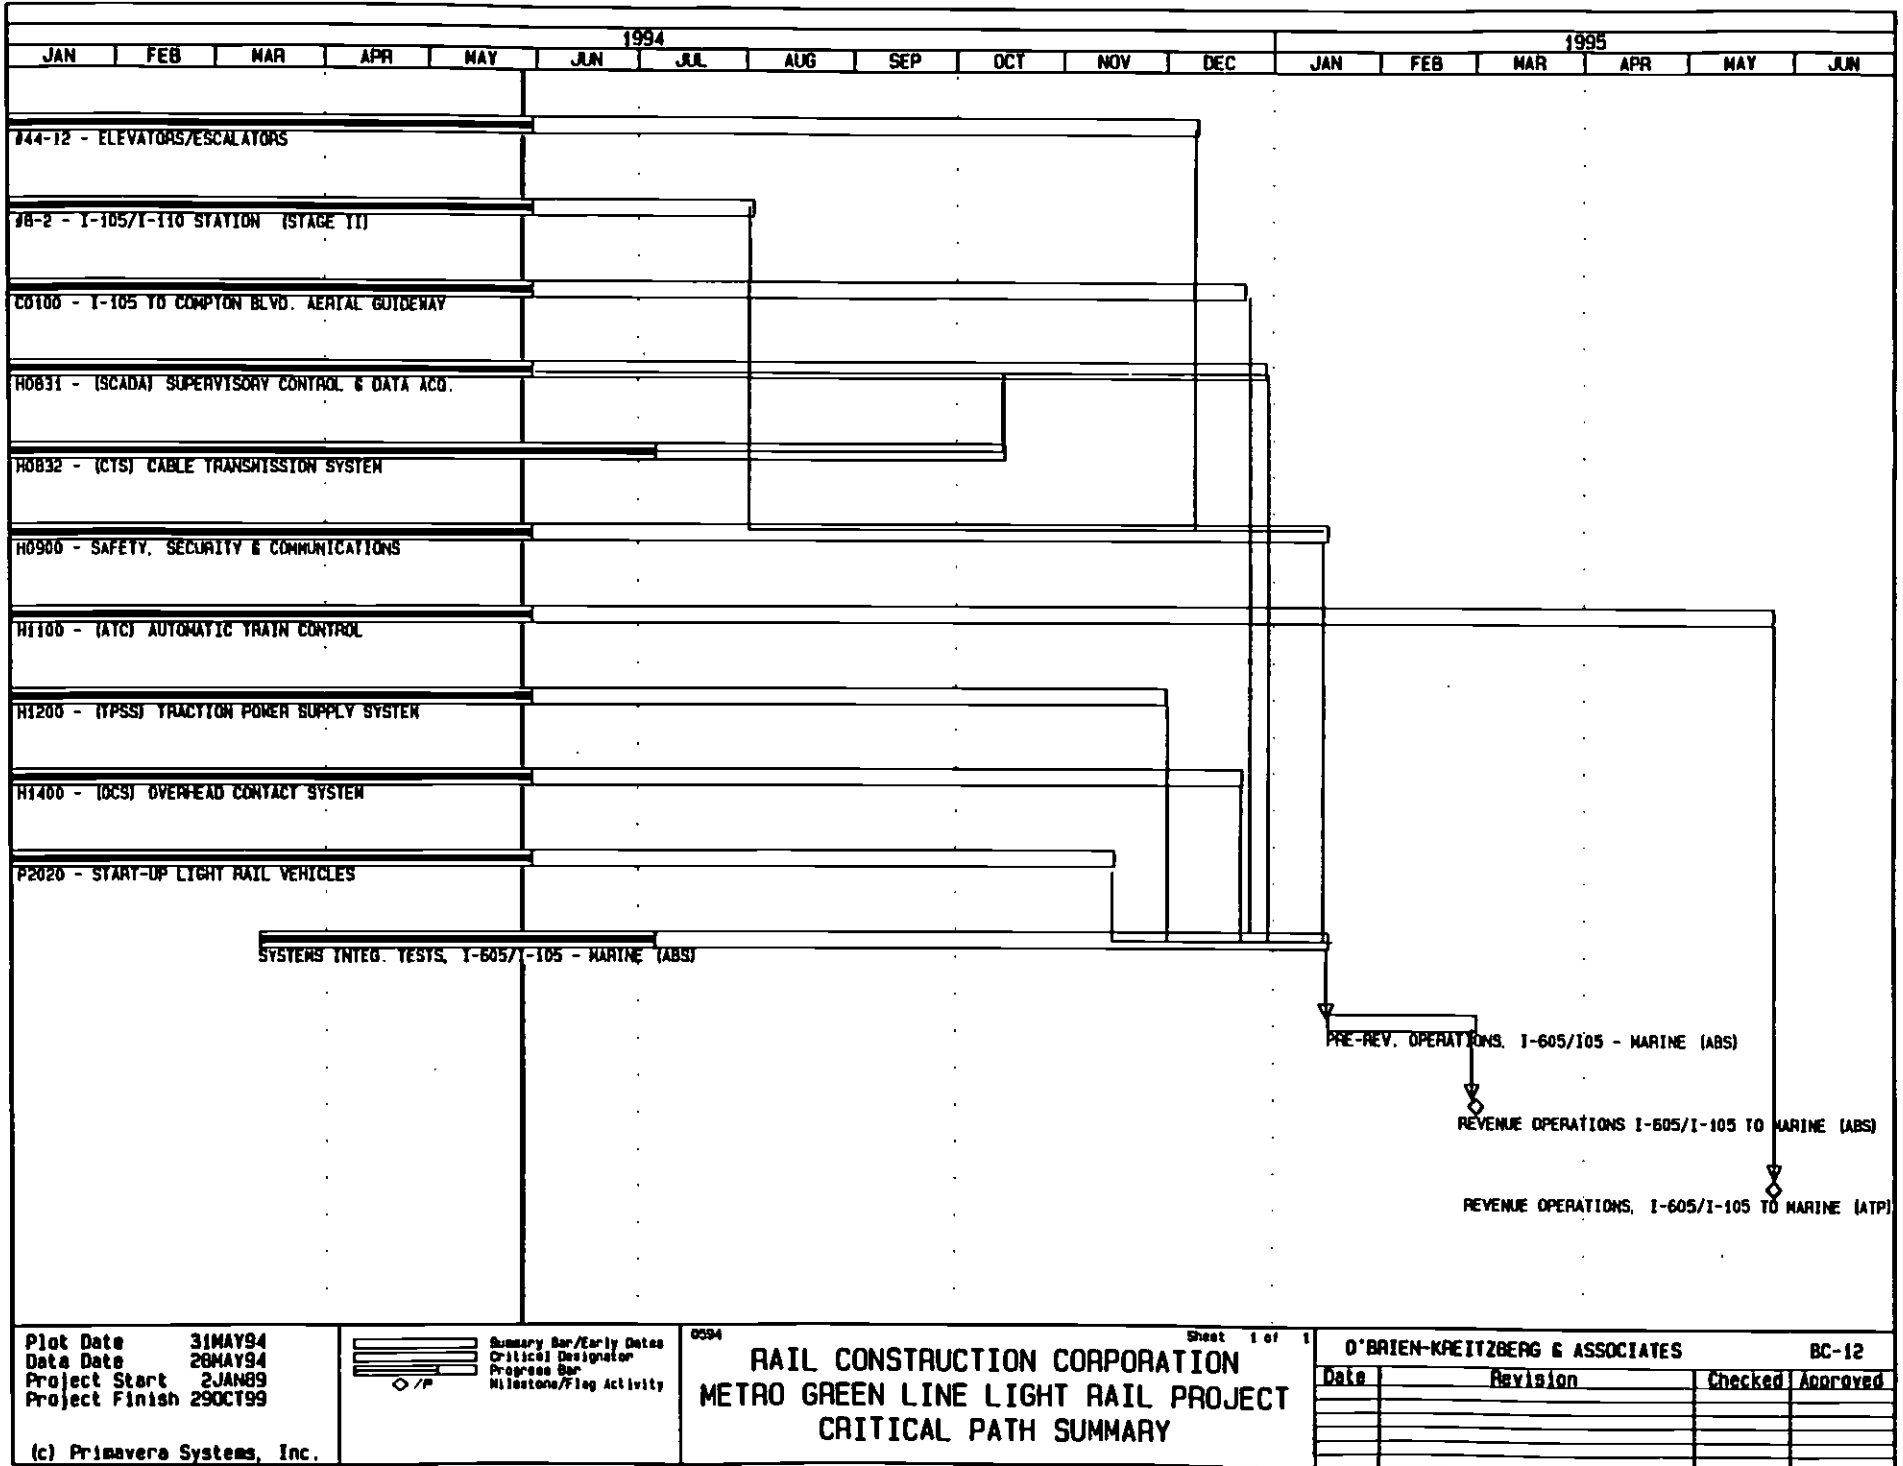 1994 1995
JAN FEB MAR APR MAY JUN JUL AUG SEP OCT NOV DEC JAN FEB MAR APR MAY JUN
#44-12 - ELEVATORS/ESCALATORS
#8-2 - I-105/I-110 STATION (STAGE II)
C0100 - I-105 TO COMPTON BLVD. AERIAL GUIDEWAY
H0831 - (SCADA) SUPERVISORY CONTROL & DATA ACQ.
H0832 - (CTS) CABLE TRANSMISSION SYSTEM
H0900 - SAFETY, SECURITY & COMMUNICATIONS
H1100 - (ATC) AUTOMATIC TRAIN CONTROL
H1200 - (TPSS) TRACTION POWER SUPPLY SYSTEM
H1400 - (OCS) OVERHEAD CONTACT SYSTEM
P2020 - START-UP LIGHT RAIL VEHICLES
SYSTEMS INTEG. TESTS, I-605/I-105 - MARINE (ABS)
PRE-REV. OPERATIONS, I-605/I05 - MARINE (ABS)
REVENUE OPERATIONS I-605/I-105 TO MARINE (ABS)
REVENUE OPERATIONS, I-605/I-105 TO MARINE (ATP)
Plot Date 31MAY94
Data Date 28MAY94
Project Start 2JAN89
Project Finish 29OCT99
(c) Primavera Systems, Inc.
Summary Bar/Early Dates
Critical Designator
Progress Bar
/P Milestone/Flag Activity
0594 Sheet 1 of 1
RAIL CONSTRUCTION CORPORATION
METRO GREEN LINE LIGHT RAIL PROJECT
CRITICAL PATH SUMMARY
O'BRIEN-KREITZBERG & ASSOCIATES BC-12
Date Revision Checked Approved